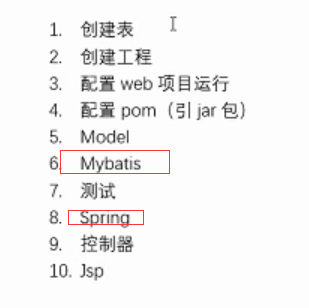 1. 创建表
2. 创建工程
3. 配置 web 项目运行
4. 配置 pom（引 jar 包）
5. Model
6. Mybatis
7. 测试
8. Spring
9. 控制器
10. Jsp